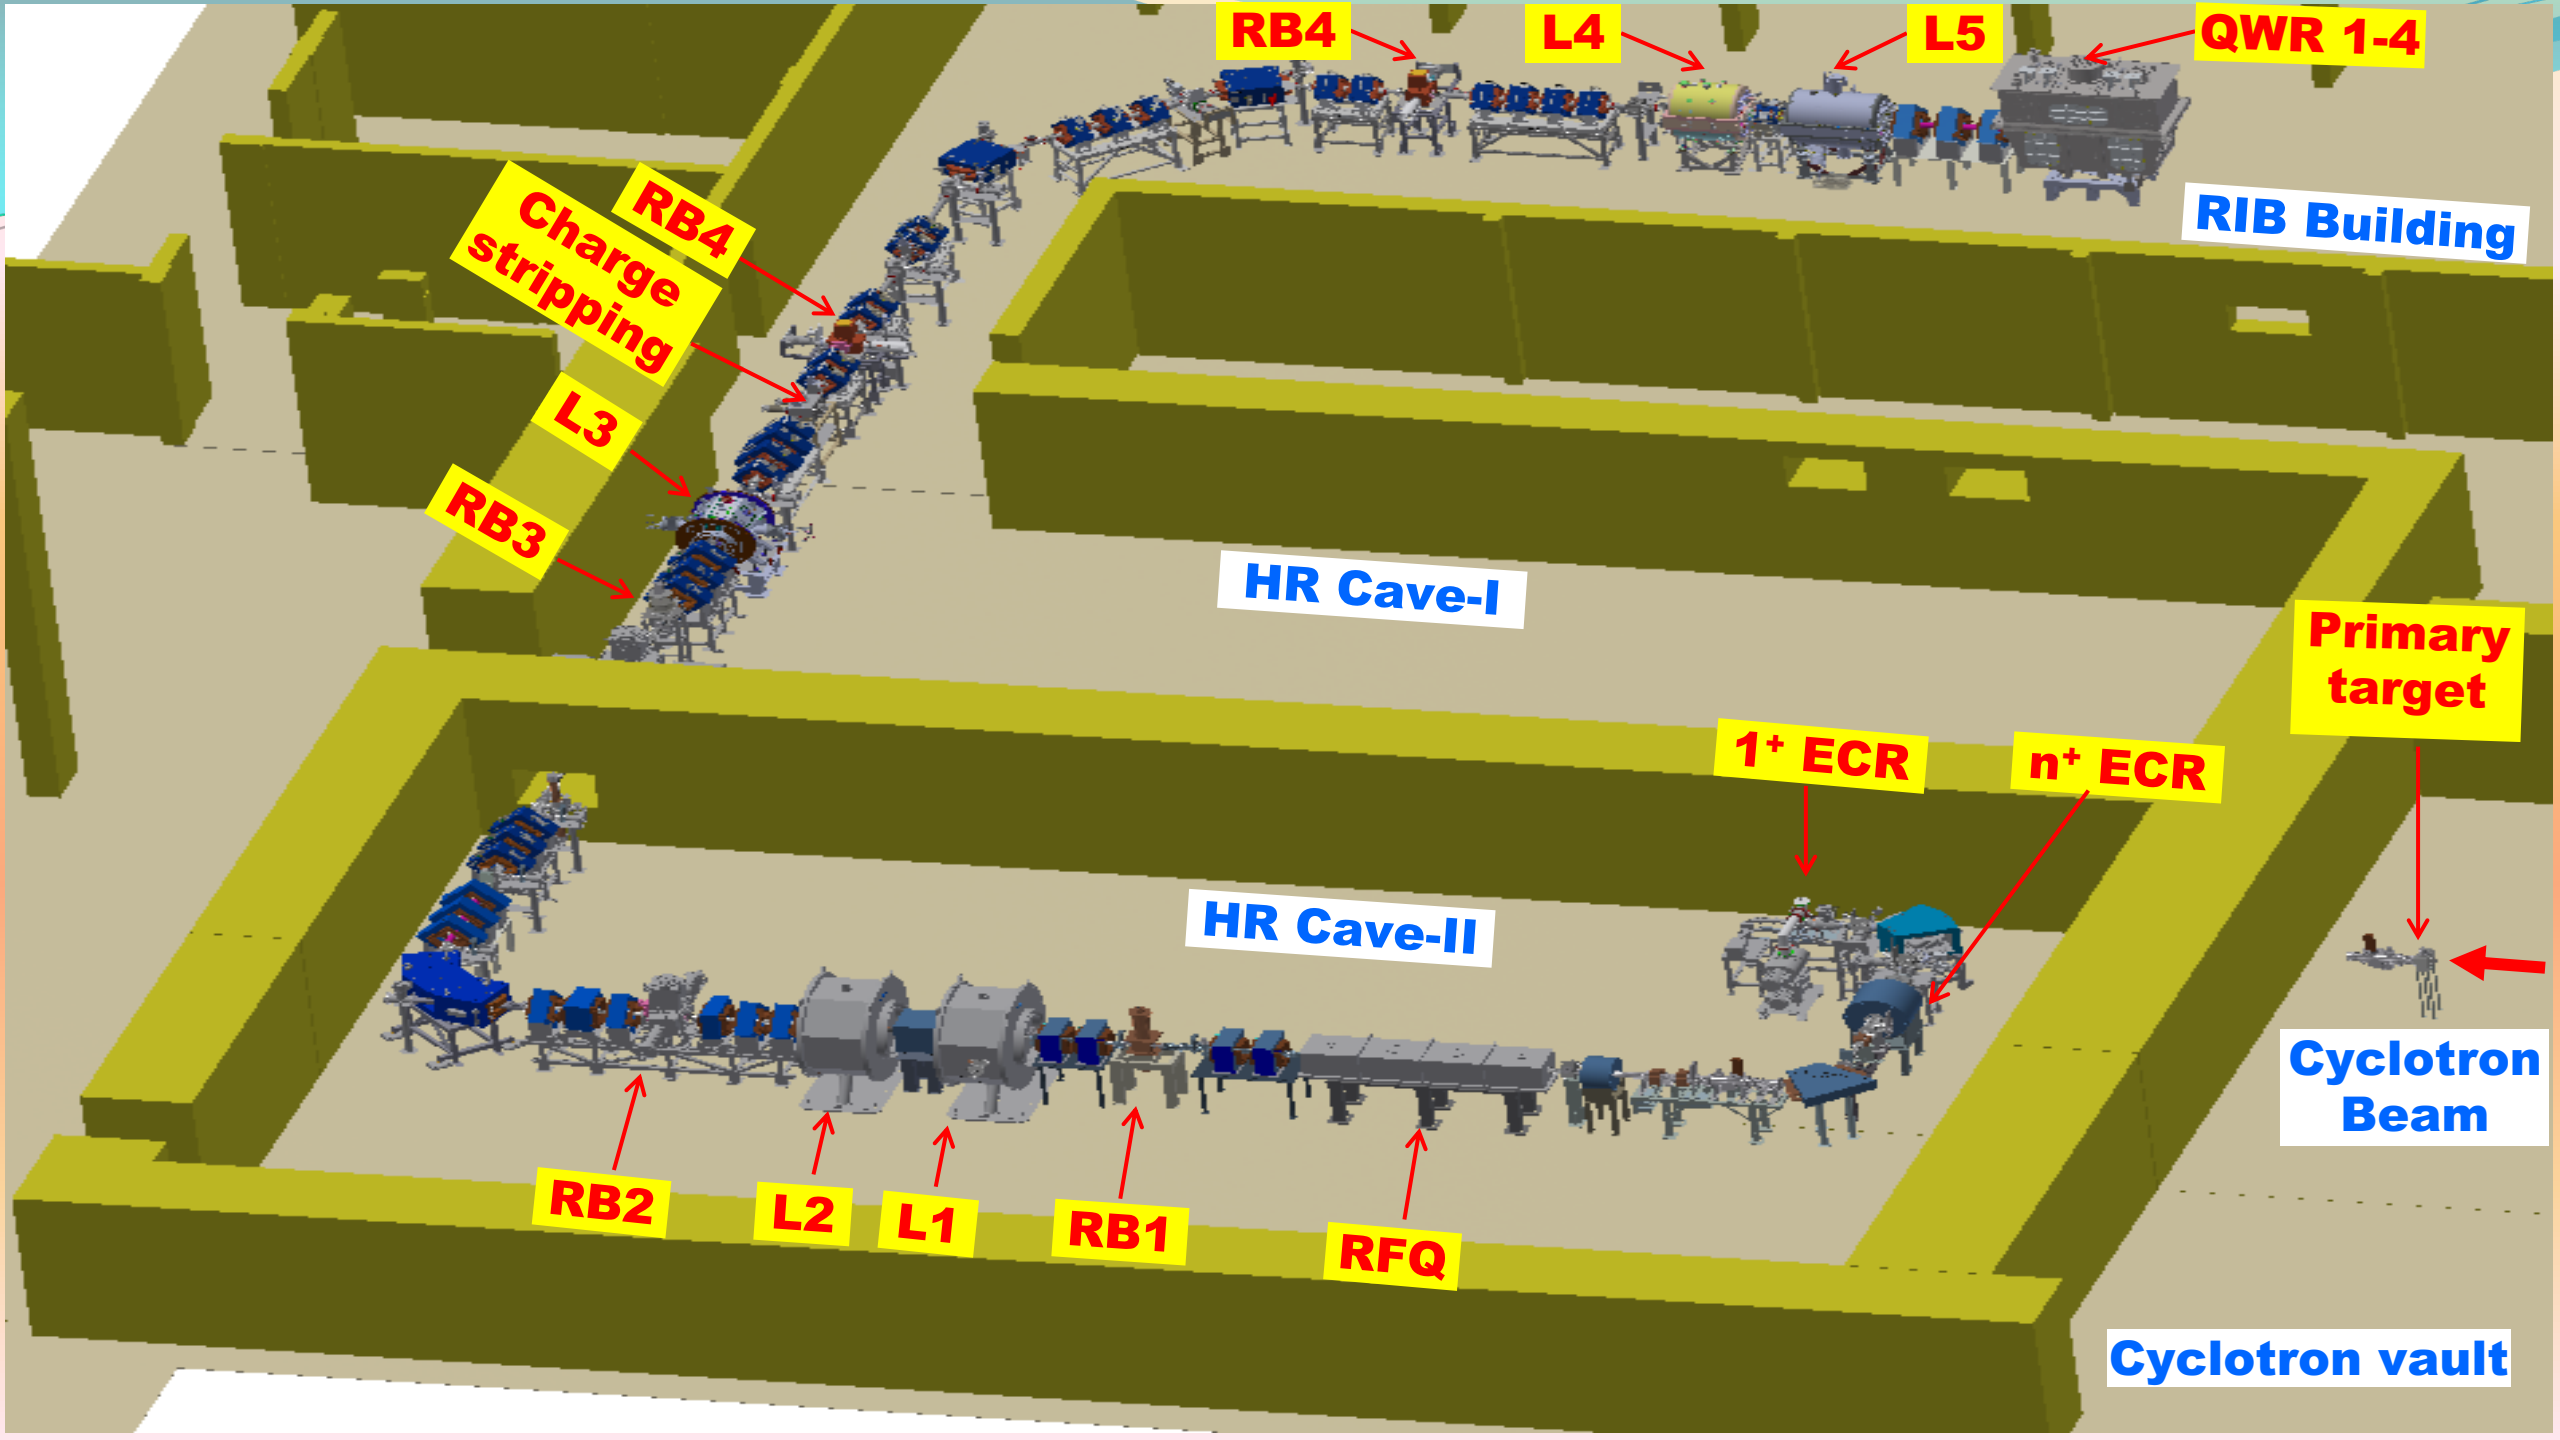 RB4
L4
L5
QWR 1-4
RIB Building
RB4
Charge
stripping
L3
RB3
HR Cave-I
Primary
target
1⁺ ECR
n⁺ ECR
HR Cave-II
Cyclotron
Beam
RB2
L2
L1
RB1
RFQ
Cyclotron vault